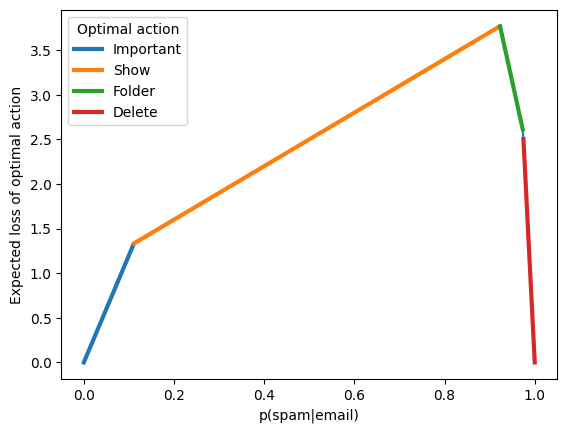 Optimal action
Important
Show
Folder
Delete
Expected loss of optimal action
3.5
3.0
2.5
2.0
1.5
1.0
0.5
0.0
0.0 0.2 0.4 0.6 0.8 1.0
p(spam|email)